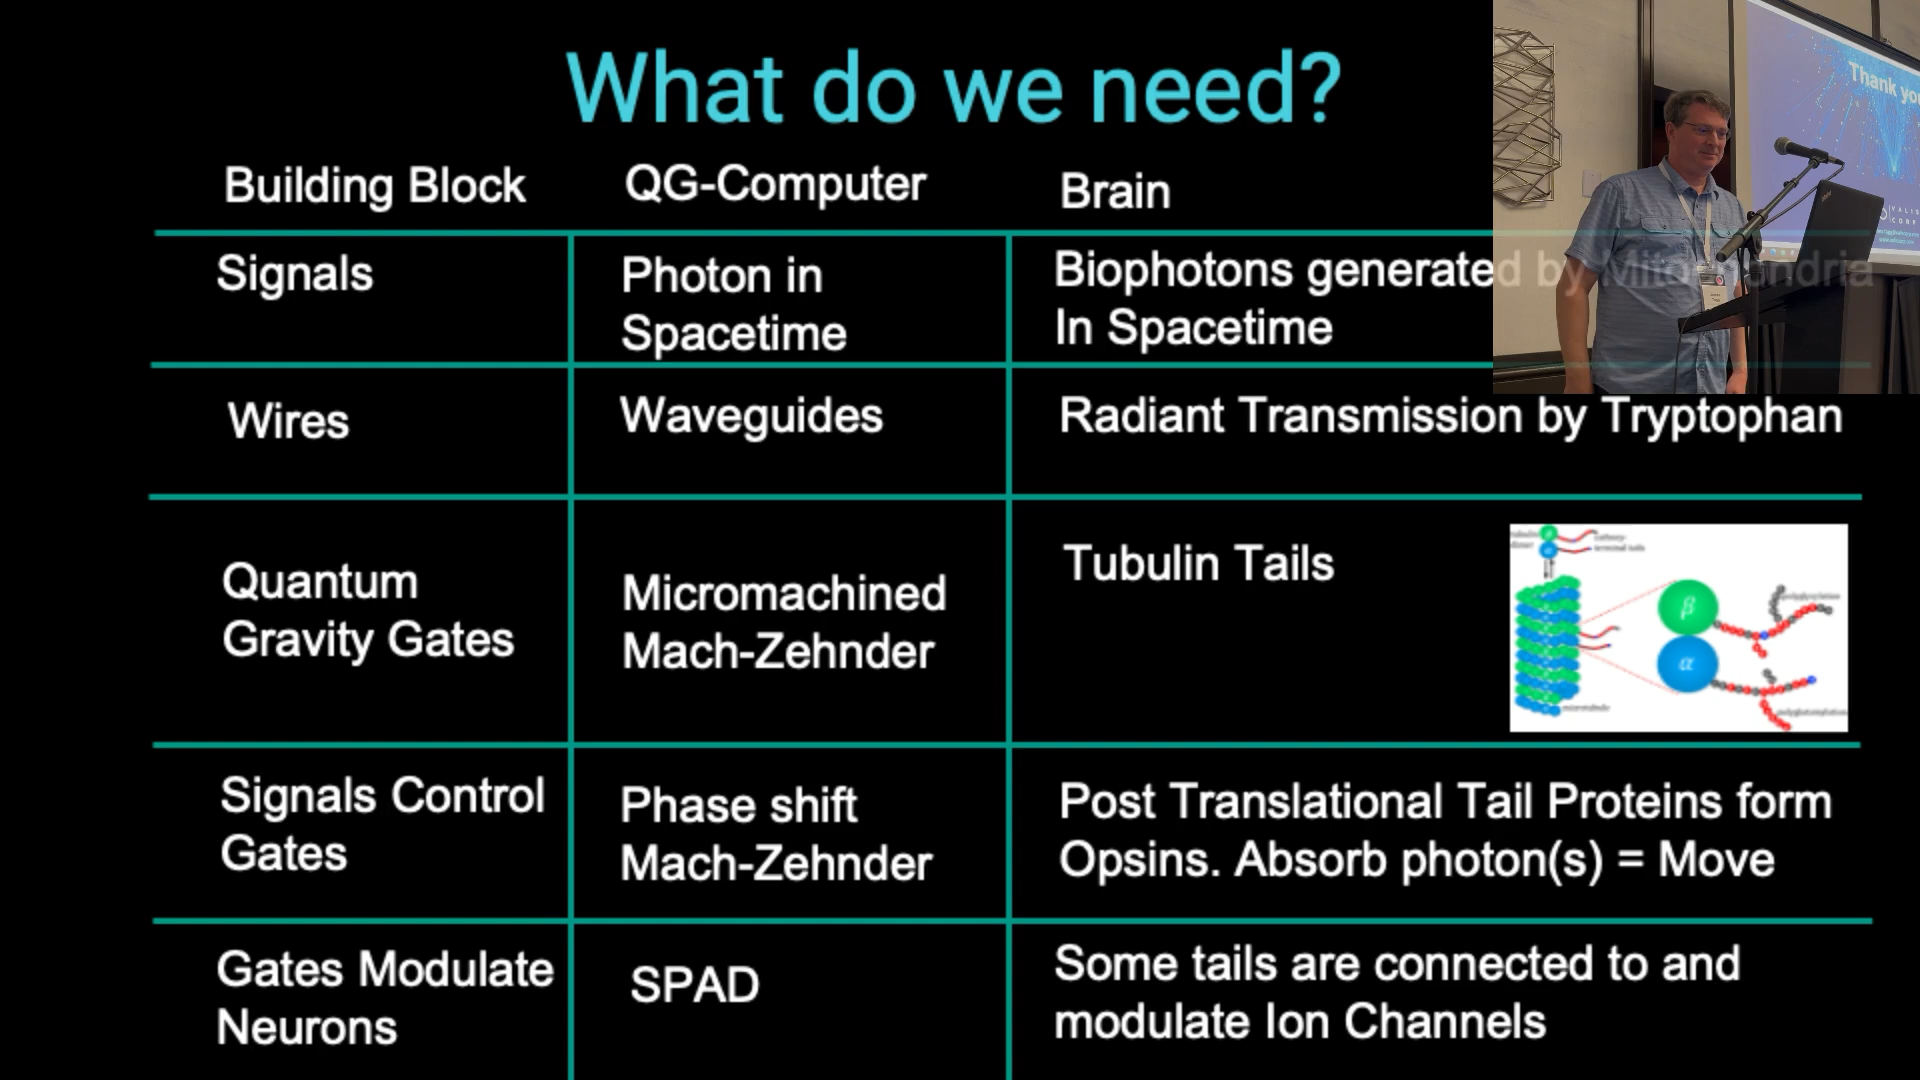 What do we need?
Building Block
QG-Computer
Brain
Signals
Photon in
Spacetime
Biophotons generated by Mitochondria
In Spacetime
Wires
Waveguides
Radiant Transmission by Tryptophan
Quantum
Gravity Gates
Micromachined
Mach-Zehnder
Tubulin Tails
β
α
Signals Control
Gates
Phase shift
Mach-Zehnder
Post Translational Tail Proteins form
Opsins. Absorb photon(s) = Move
Gates Modulate
Neurons
SPAD
Some tails are connected to and
modulate Ion Channels
Thank you